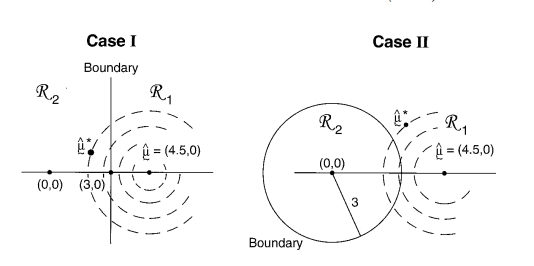 Case I
Boundary
ℛ₂
ℛ₁
μ̂*
μ̂ = (4.5,0)
(0,0)
(3,0)
Case II
μ̂*
ℛ₂
ℛ₁
(0,0)
μ̂ = (4.5,0)
3
Boundary